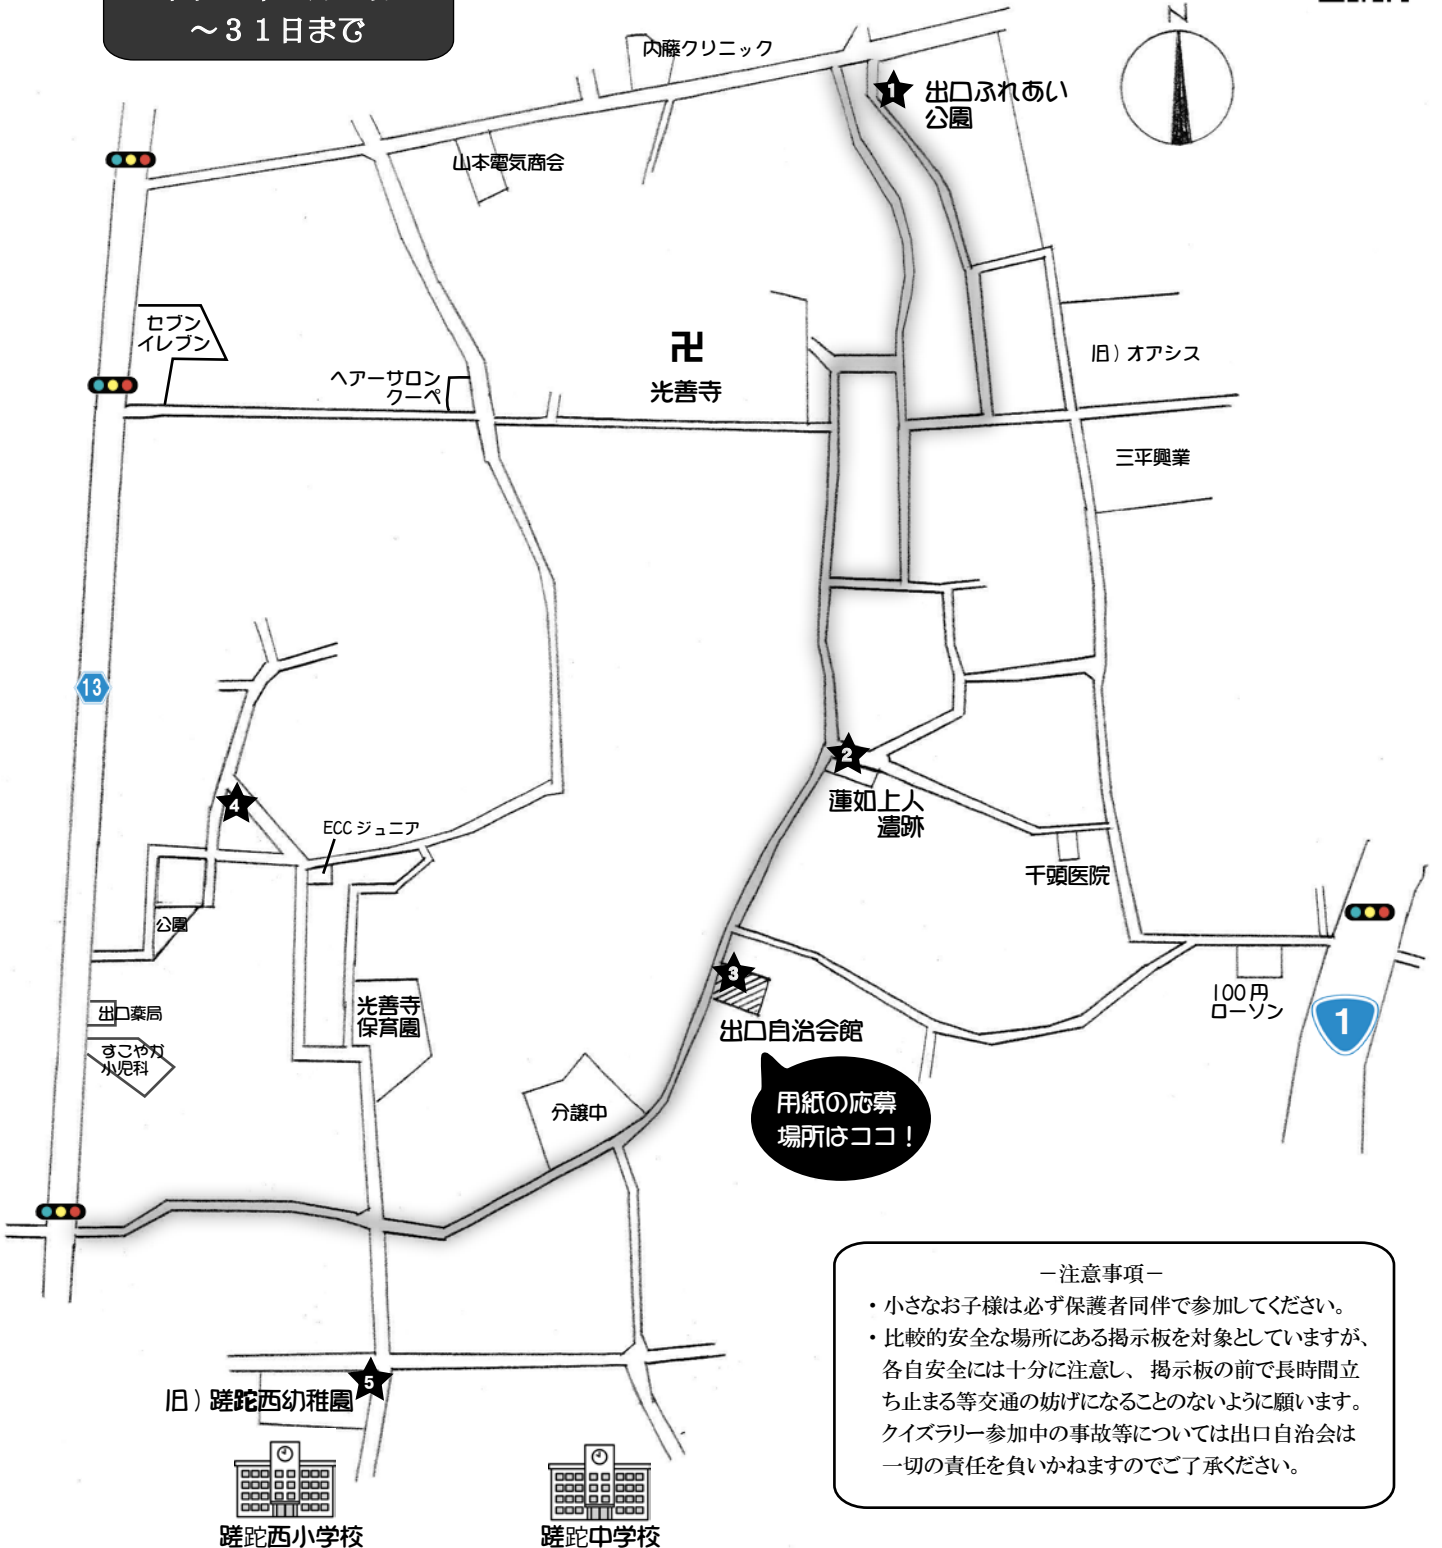 ～３１日まで
N
内藤クリニック
1
出口ふれあい
公園
山本電気商会
セブン
イレブン
ヘアーサロン
クーペ
卍
光善寺
旧）オアシス
三平興業
13
2
蓮如上人
遺跡
4
ECC ジュニア
千頭医院
公園
3
出口自治会館
100円
ローソン
1
出口薬局
すこやか
小児科
光善寺
保育園
用紙の応募
場所はココ！
分譲中
5
旧）蹉跎西幼稚園
蹉跎西小学校
蹉跎中学校
－注意事項－
・小さなお子様は必ず保護者同伴で参加してください。
・比較的安全な場所にある掲示板を対象としていますが、
各自安全には十分に注意し、掲示板の前で長時間立
ち止まる等交通の妨げになることのないように願います。
クイズラリー参加中の事故等については出口自治会は
一切の責任を負いかねますのでご了承ください。